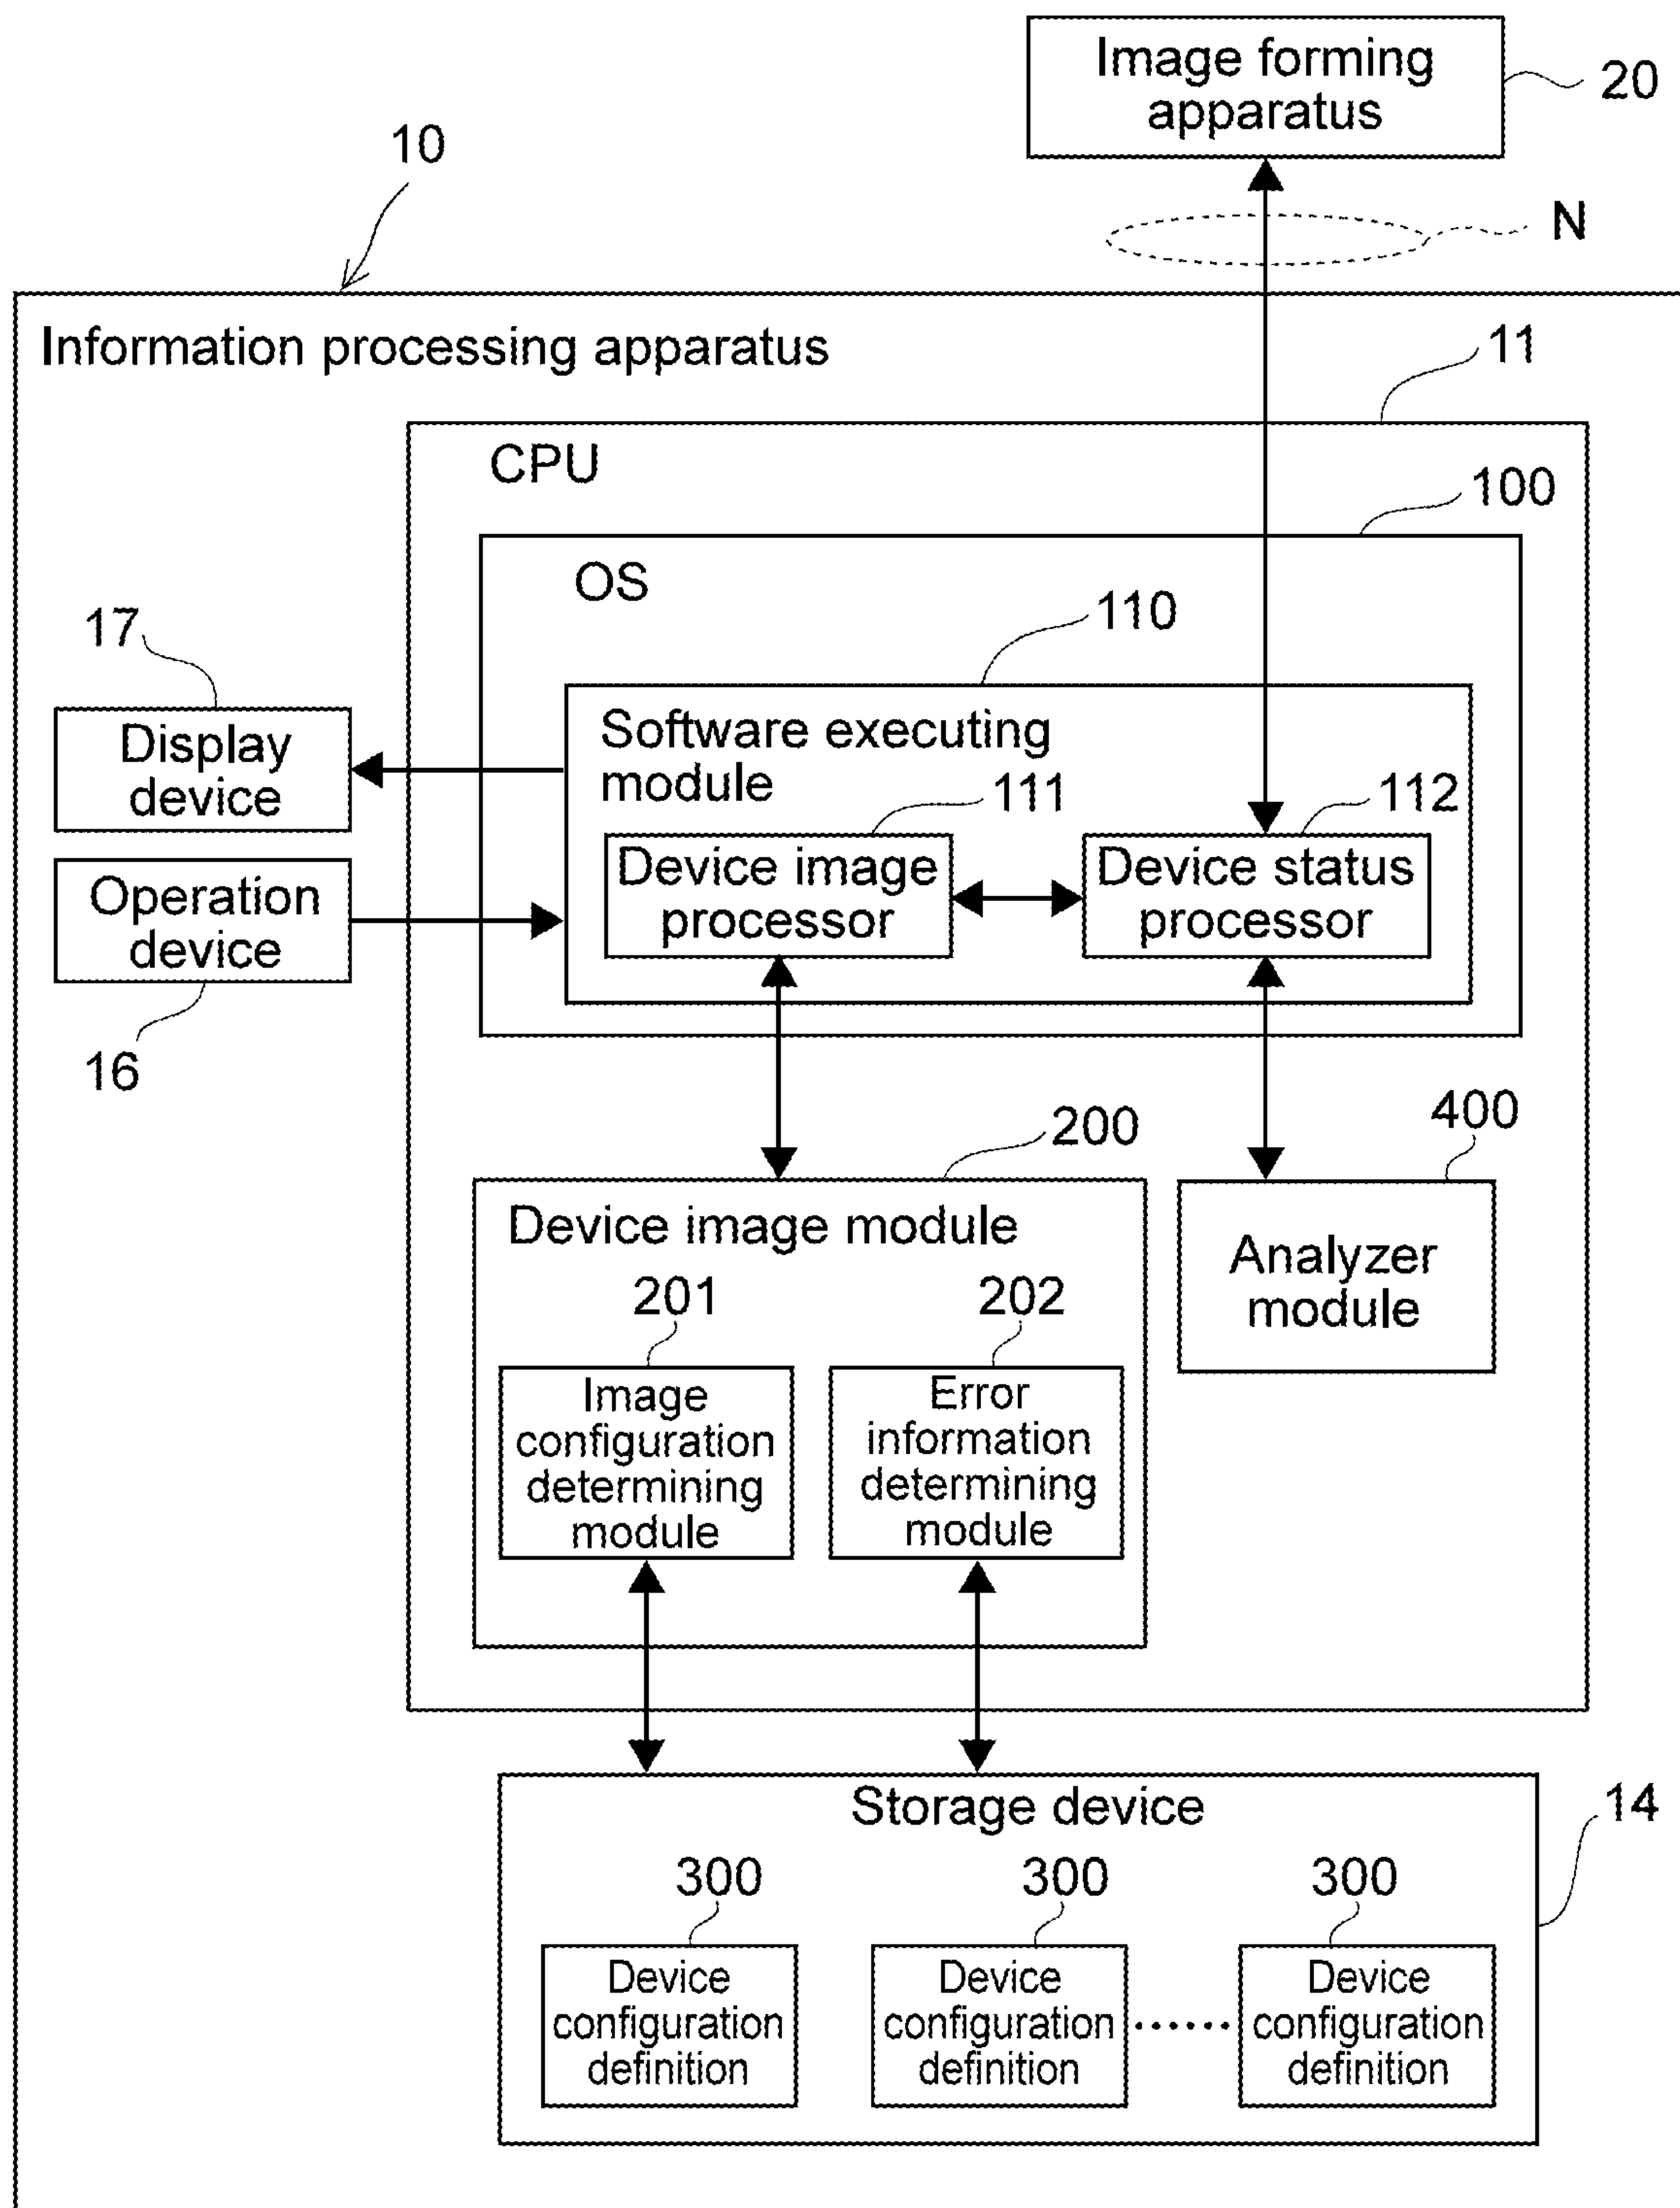 Image forming
apparatus
20
10
N
Information processing apparatus
11
CPU
100
OS
110
17
Display
device
Software executing
module
111
112
Device image
processor
Device status
processor
Operation
device
16
200
400
Device image module
Analyzer
module
201
202
Image
configuration
determining
module
Error
information
determining
module
Storage device
14
300
300
300
Device
configuration
definition
Device
configuration
definition
......
Device
configuration
definition